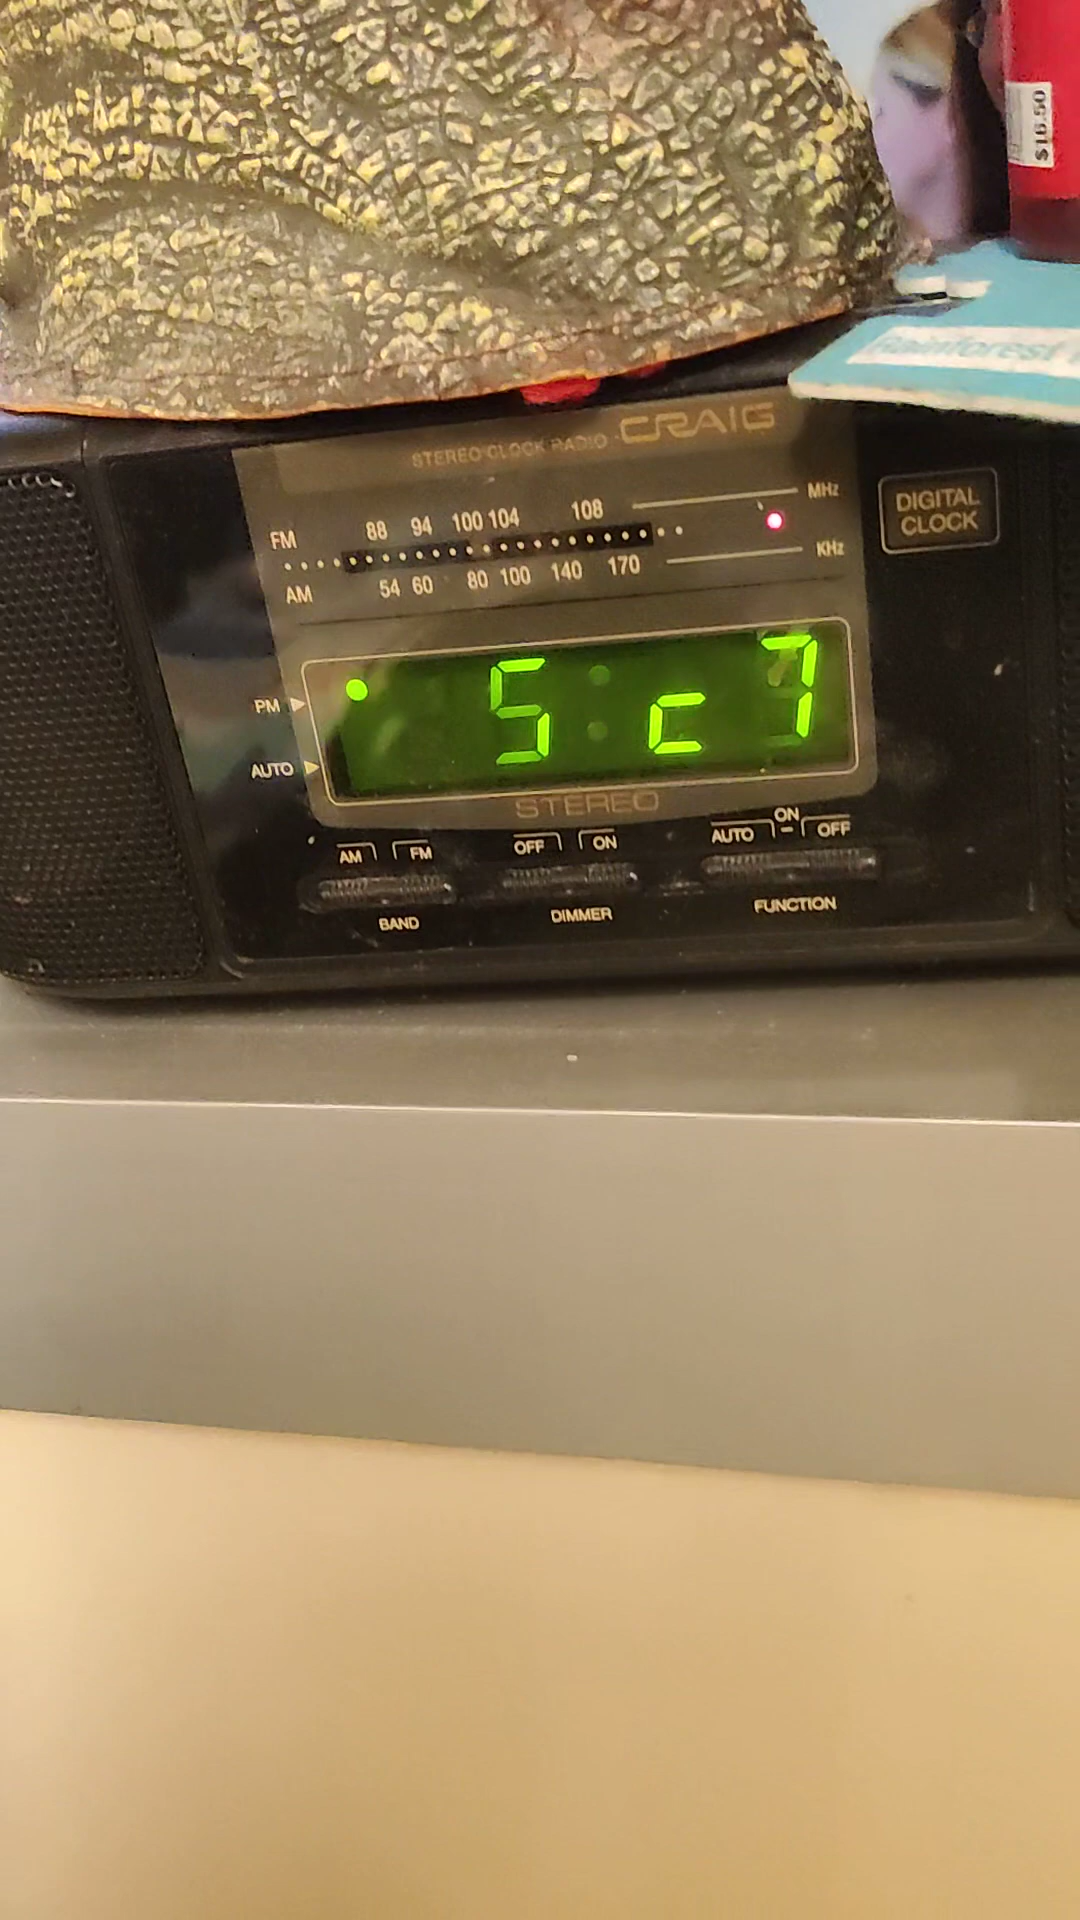 $16.50
Rainforest
STEREO CLOCK RADIO CRAIG
MHz
FM 88 94 100 104 108
DIGITAL
CLOCK
KHz
AM 54 60 80 100 140 170
PM
5:c7
AUTO
STEREO
AM FM
OFF ON
AUTO ON OFF
BAND
DIMMER
FUNCTION